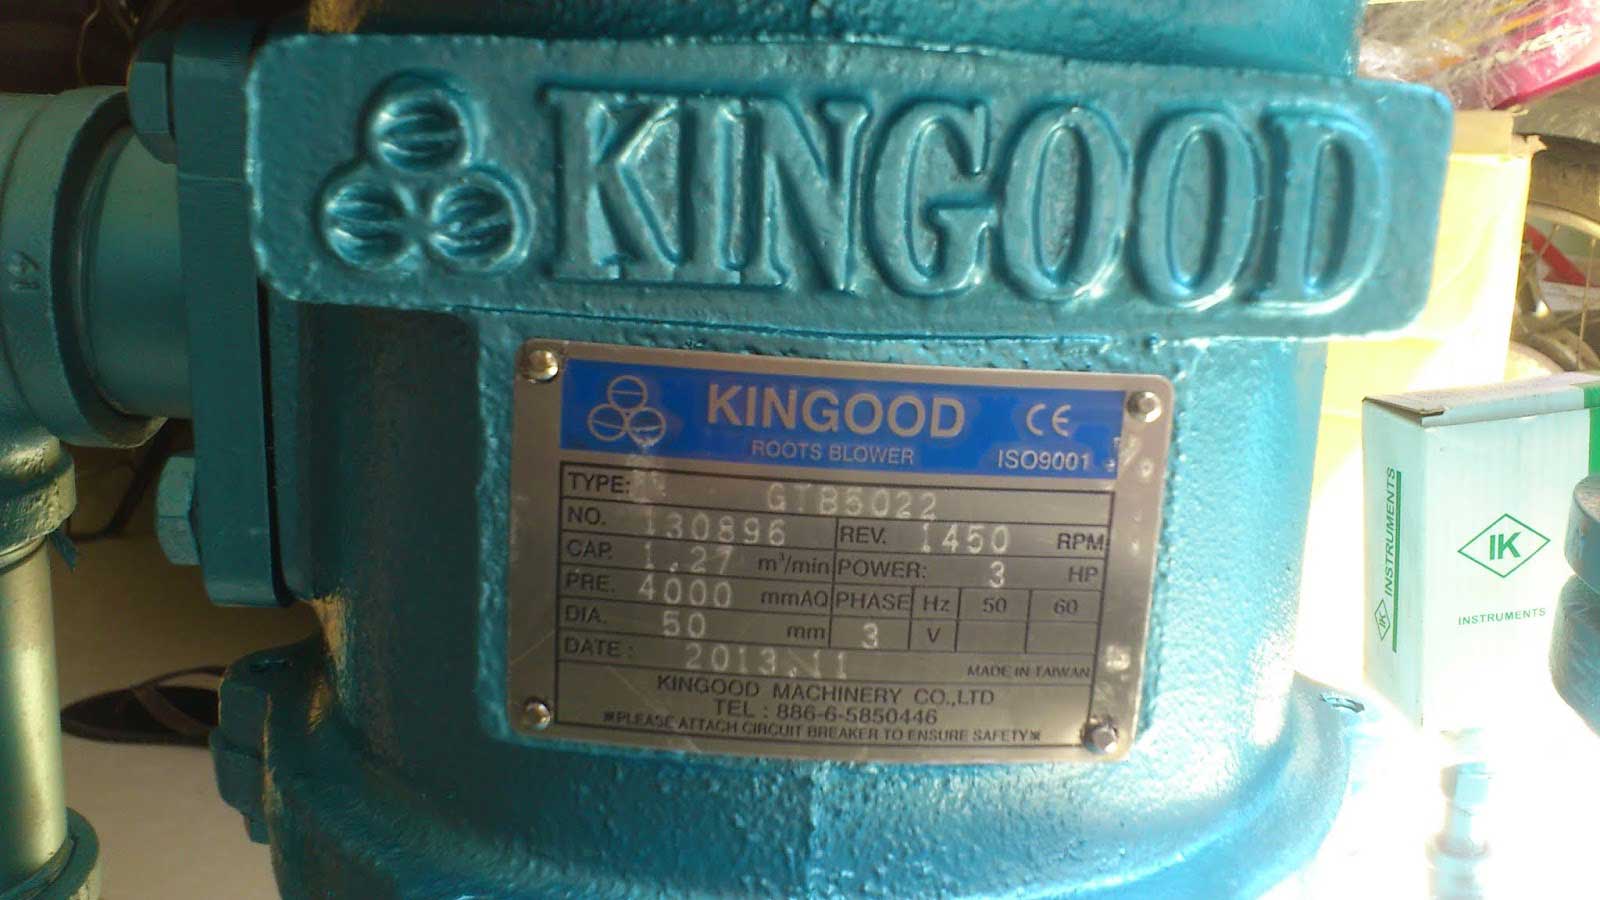 KINGOOD
KINGOOD CE
ROOTS BLOWER ISO9001
TYPE: GTB5022
NO. 130896 REV. 1450 RPM
CAP. 1.27 m³/min POWER: 3 HP
PRE. 4000 mmAQ PHASE Hz 50 60
DIA. 50 mm 3 V
DATE : 2013.11 MADE IN TAIWAN
KINGOOD MACHINERY CO.,LTD
TEL : 886-6-5850446
※PLEASE ATTACH CIRCUIT BREAKER TO ENSURE SAFETY※
IK INSTRUMENTS
IK
INSTRUMENTS